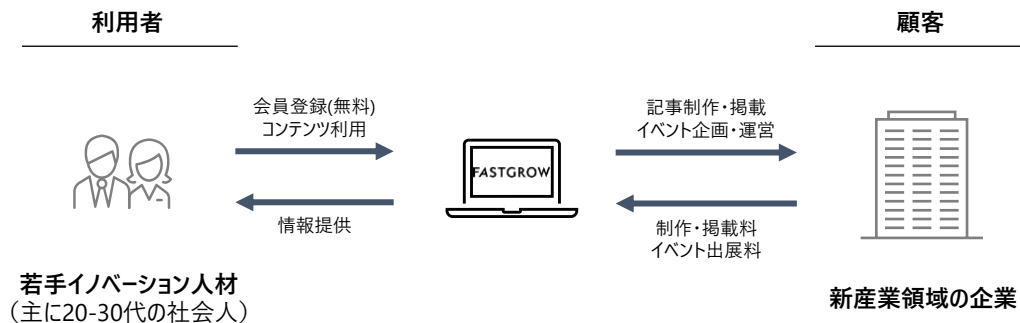 利用者
顧客
会員登録(無料)
コンテンツ利用
記事制作・掲載
イベント企画・運営
FASTGROW
情報提供
制作・掲載料
イベント出展料
若手イノベーション人材
（主に20-30代の社会人）
新産業領域の企業